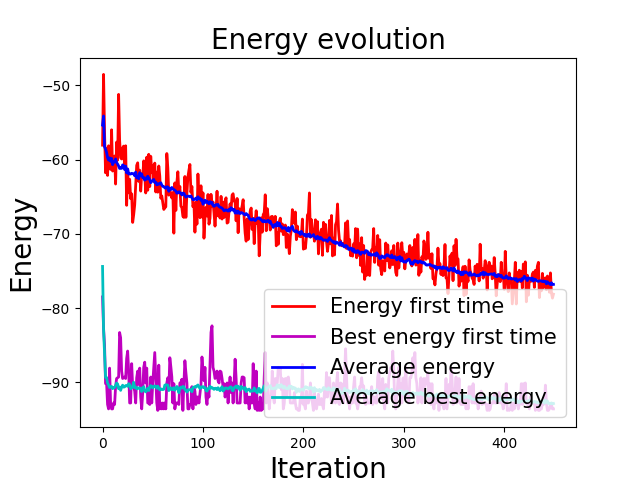 Energy evolution
Energy
−50
−60
−70
−80
−90
Energy first time
Best energy first time
Average energy
Average best energy
0 100 200 300 400
Iteration